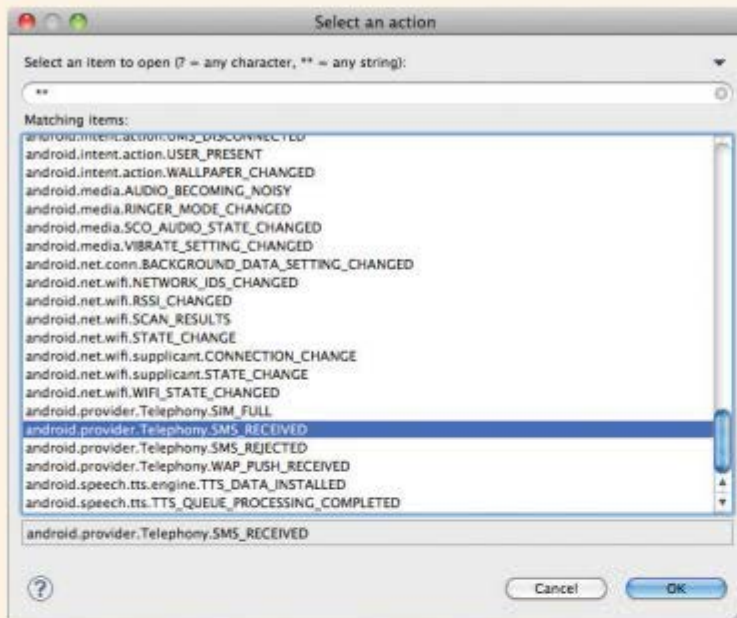 Select an action
Select an item to open (? = any character, ** = any string):
**
Matching items:
android.intent.action.UMS_DISCONNECTED
android.intent.action.USER_PRESENT
android.intent.action.WALLPAPER_CHANGED
android.media.AUDIO_BECOMING_NOISY
android.media.RINGER_MODE_CHANGED
android.media.SCO_AUDIO_STATE_CHANGED
android.media.VIBRATE_SETTING_CHANGED
android.net.conn.BACKGROUND_DATA_SETTING_CHANGED
android.net.wifi.NETWORK_IDS_CHANGED
android.net.wifi.RSSI_CHANGED
android.net.wifi.SCAN_RESULTS
android.net.wifi.STATE_CHANGE
android.net.wifi.supplicant.CONNECTION_CHANGE
android.net.wifi.supplicant.STATE_CHANGE
android.net.wifi.WIFI_STATE_CHANGED
android.provider.Telephony.SIM_FULL
android.provider.Telephony.SMS_RECEIVED
android.provider.Telephony.SMS_REJECTED
android.provider.Telephony.WAP_PUSH_RECEIVED
android.speech.tts.engine.TTS_DATA_INSTALLED
android.speech.tts.TTS_QUEUE_PROCESSING_COMPLETED
android.provider.Telephony.SMS_RECEIVED
?
Cancel
OK